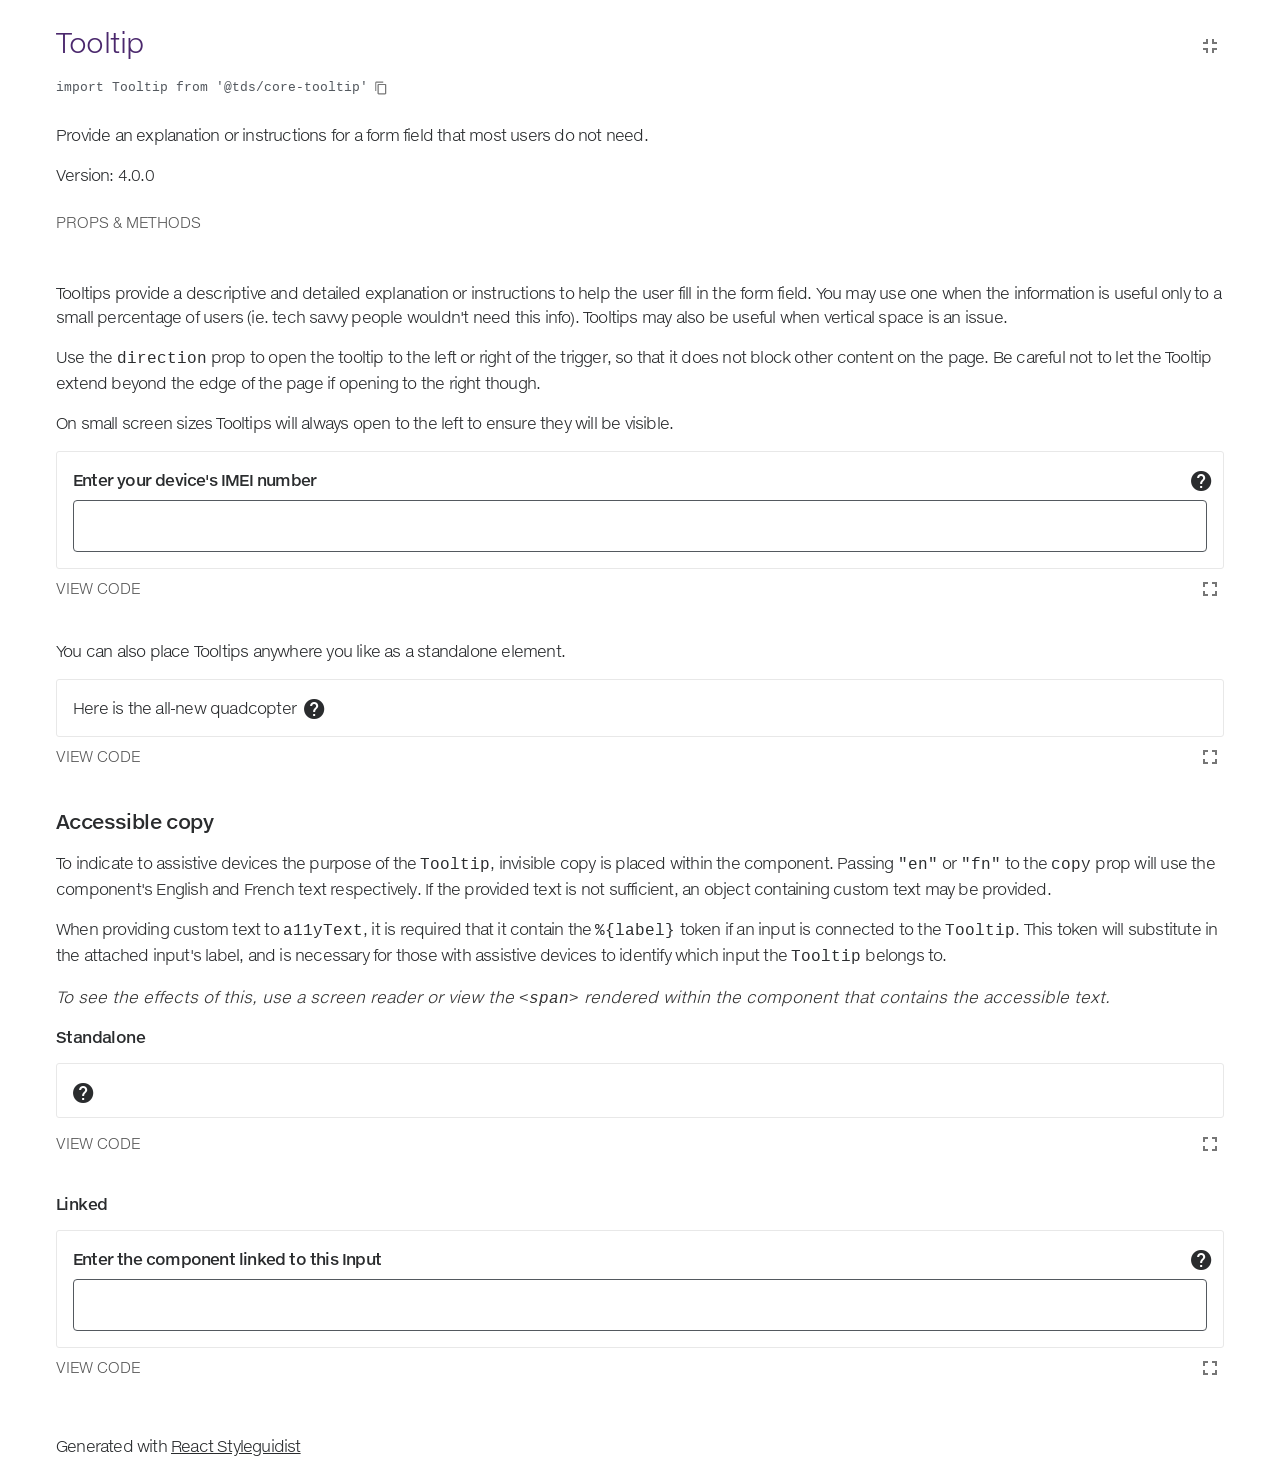 Tooltip
import Tooltip from '@tds/core-tooltip'
Provide an explanation or instructions for a form field that most users do not need.
Version: 4.0.0
PROPS & METHODS
Tooltips provide a descriptive and detailed explanation or instructions to help the user fill in the form field. You may use one when the information is useful only to a
small percentage of users (ie. tech savvy people wouldn't need this info). Tooltips may also be useful when vertical space is an issue.
Use the direction prop to open the tooltip to the left or right of the trigger, so that it does not block other content on the page. Be careful not to let the Tooltip
extend beyond the edge of the page if opening to the right though.
On small screen sizes Tooltips will always open to the left to ensure they will be visible.
Enter your device's IMEI number
VIEW CODE
You can also place Tooltips anywhere you like as a standalone element.
Here is the all-new quadcopter
VIEW CODE
Accessible copy
To indicate to assistive devices the purpose of the Tooltip, invisible copy is placed within the component. Passing "en" or "fn" to the copy prop will use the
component's English and French text respectively. If the provided text is not sufficient, an object containing custom text may be provided.
When providing custom text to a11yText, it is required that it contain the %{label} token if an input is connected to the Tooltip. This token will substitute in
the attached input's label, and is necessary for those with assistive devices to identify which input the Tooltip belongs to.
To see the effects of this, use a screen reader or view the <span> rendered within the component that contains the accessible text.
Standalone
VIEW CODE
Linked
Enter the component linked to this Input
VIEW CODE
Generated with React Styleguidist